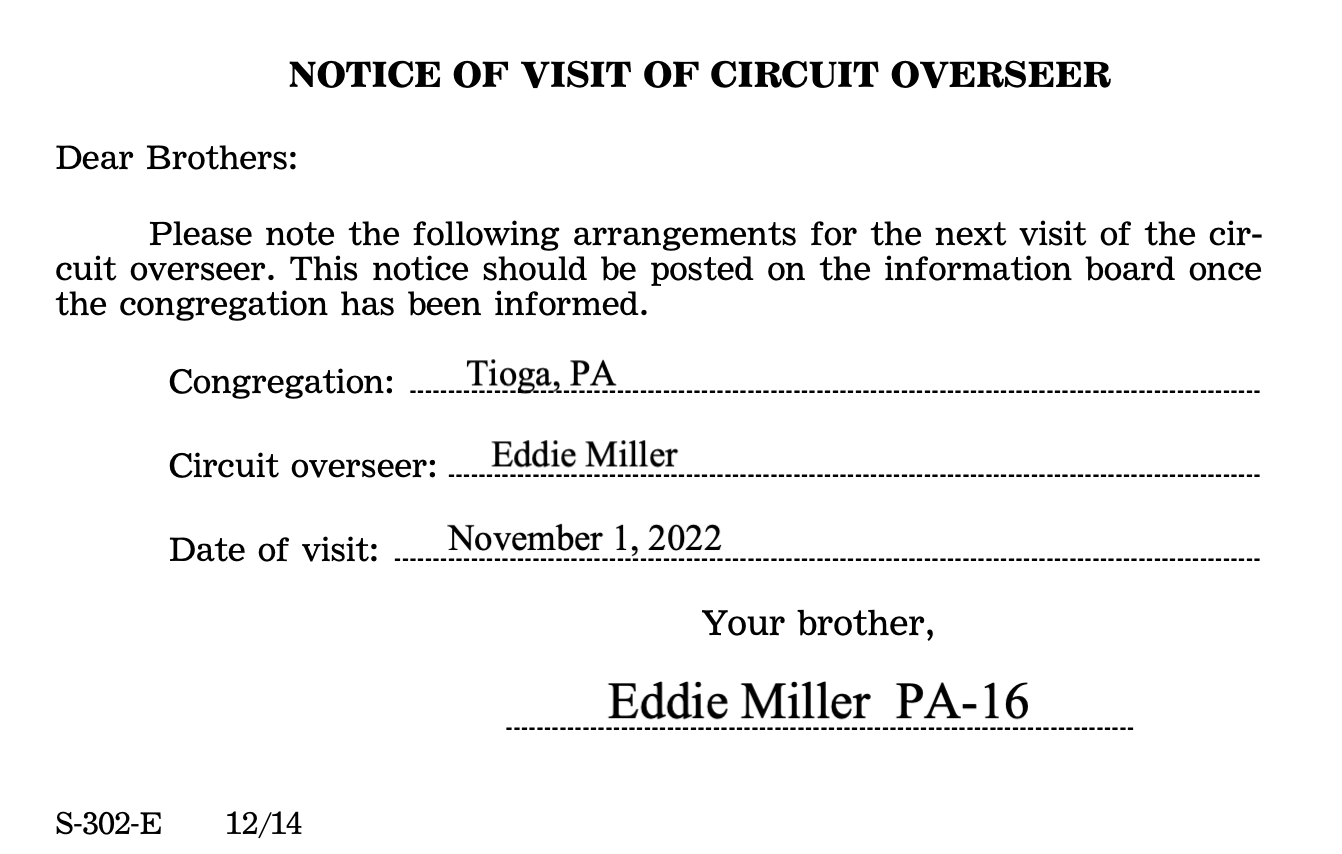 NOTICE OF VISIT OF CIRCUIT OVERSEER
Dear Brothers:
Please note the following arrangements for the next visit of the cir-
cuit overseer. This notice should be posted on the information board once
the congregation has been informed.
Congregation: Tioga, PA
Circuit overseer: Eddie Miller
Date of visit: November 1, 2022
Your brother,
Eddie Miller PA-16
S-302-E 12/14